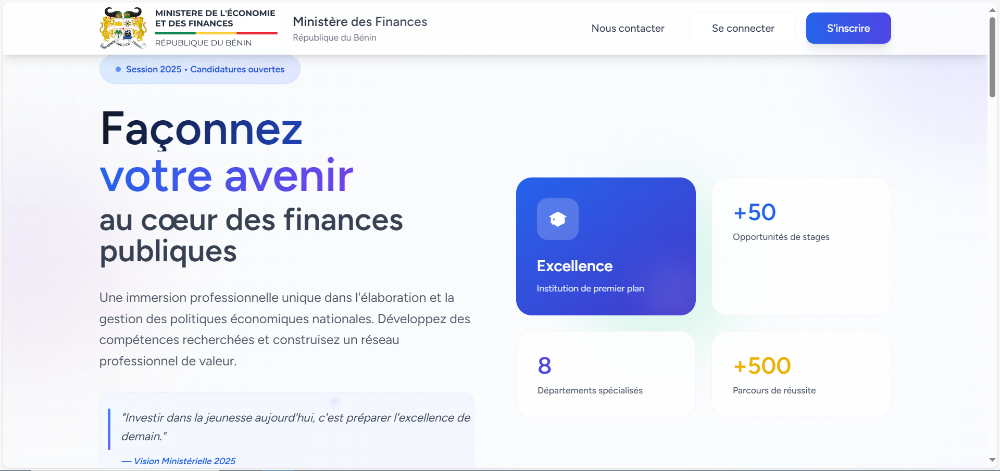 MINISTERE DE L'ÉCONOMIE
ET DES FINANCES
RÉPUBLIQUE DU BÉNIN
FRATERNITÉ JUSTICE TRAVAIL
Ministère des Finances
République du Bénin
Nous contacter
Se connecter
S'inscrire
Session 2025 • Candidatures ouvertes
Façonnez
votre avenir
au cœur des finances
publiques
Une immersion professionnelle unique dans l'élaboration et la
gestion des politiques économiques nationales. Développez des
compétences recherchées et construisez un réseau
professionnel de valeur.
"Investir dans la jeunesse aujourd'hui, c'est préparer l'excellence de
demain."
— Vision Ministérielle 2025
Excellence
Institution de premier plan
+50
Opportunités de stages
8
Départements spécialisés
+500
Parcours de réussite